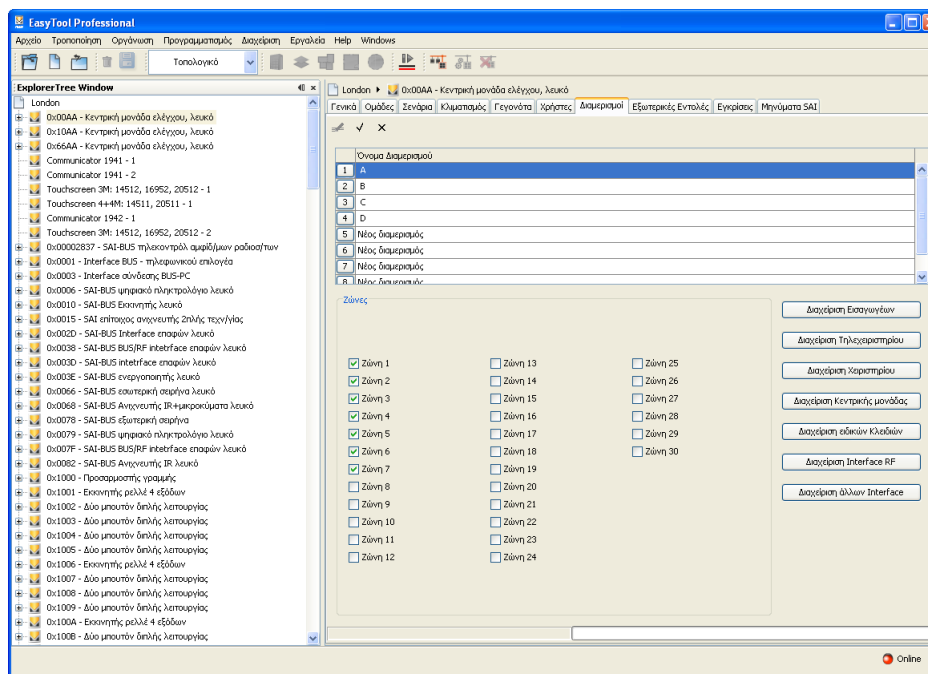 EasyTool Professional
Αρχείο Τροποποίηση Οργάνωση Προγραμματισμός Διαχείριση Εργαλεία Help Windows
Τοπολογικό
ExplorerTree Window
London
0x00AA - Κεντρική μονάδα ελέγχου, λευκό
0x10AA - Κεντρική μονάδα ελέγχου, λευκό
0x66AA - Κεντρική μονάδα ελέγχου, λευκό
Communicator 1941 - 1
Communicator 1941 - 2
Touchscreen 3M: 14512, 16952, 20512 - 1
Touchscreen 4+4M: 14511, 20511 - 1
Communicator 1942 - 1
Touchscreen 3M: 14512, 16952, 20512 - 2
0x00002837 - SAI-BUS τηλεκοντρόλ αμφίδ/μων ραδιοσ/των
0x0001 - Interface BUS - τηλεφωνικού επιλογέα
0x0003 - Interface σύνδεσης BUS-PC
0x0006 - SAI-BUS ψηφιακό πληκτρολόγιο λευκό
0x0010 - SAI-BUS Εκκινητής λευκό
0x0015 - SAI επίτοιχος ανιχνευτής 2πλής τεχν/γίας
0x002D - SAI-BUS Interface επαφών λευκό
0x0038 - SAI-BUS BUS/RF intetrface επαφών λευκό
0x003D - SAI-BUS intetrface επαφών λευκό
0x003E - SAI-BUS ενεργοποιητής λευκό
0x0066 - SAI-BUS εσωτερική σειρήνα λευκό
0x0068 - SAI-BUS Ανιχνευτής IR+μικροκύματα λευκό
0x0078 - SAI-BUS εξωτερική σειρήνα
0x0079 - SAI-BUS ψηφιακό πληκτρολόγιο λευκό
0x007F - SAI-BUS BUS/RF intetrface επαφών λευκό
0x0082 - SAI-BUS Ανιχνευτής IR λευκό
0x1000 - Προσαρμοστής γραμμής
0x1001 - Εκκινητής ρελλέ 4 εξόδων
0x1002 - Δύο μπουτόν διπλής λειτουργίας
0x1003 - Δύο μπουτόν διπλής λειτουργίας
0x1004 - Δύο μπουτόν διπλής λειτουργίας
0x1005 - Δύο μπουτόν διπλής λειτουργίας
0x1006 - Εκκινητής ρελλέ 4 εξόδων
0x1007 - Δύο μπουτόν διπλής λειτουργίας
0x1008 - Δύο μπουτόν διπλής λειτουργίας
0x1009 - Δύο μπουτόν διπλής λειτουργίας
0x100A - Εκκινητής ρελλέ 4 εξόδων
0x100B - Δύο μπουτόν διπλής λειτουργίας
London 0x00AA - Κεντρική μονάδα ελέγχου, λευκό
Γενικά Ομάδες Σενάρια Κλιματισμός Γεγονότα Χρήστες Διαμερισμοί Εξωτερικές Εντολές Εγκρίσεις Μηνύματα SAI
Όνομα Διαμερισμού
1 A
2 B
3 C
4 D
5 Νέος διαμερισμός
6 Νέος διαμερισμός
7 Νέος διαμερισμός
8 Νέος διαμερισμός
Ζώνες
Ζώνη 1 Ζώνη 13 Ζώνη 25
Ζώνη 2 Ζώνη 14 Ζώνη 26
Ζώνη 3 Ζώνη 15 Ζώνη 27
Ζώνη 4 Ζώνη 16 Ζώνη 28
Ζώνη 5 Ζώνη 17 Ζώνη 29
Ζώνη 6 Ζώνη 18 Ζώνη 30
Ζώνη 7 Ζώνη 19
Ζώνη 8 Ζώνη 20
Ζώνη 9 Ζώνη 21
Ζώνη 10 Ζώνη 22
Ζώνη 11 Ζώνη 23
Ζώνη 12 Ζώνη 24
Διαχείριση Εισαγωγέων
Διαχείριση Τηλεχειριστηρίου
Διαχείριση Χειριστηρίου
Διαχείριση Κεντρικής μονάδας
Διαχείριση ειδικών Κλειδιών
Διαχείριση Interface RF
Διαχείριση άλλων Interface
Online